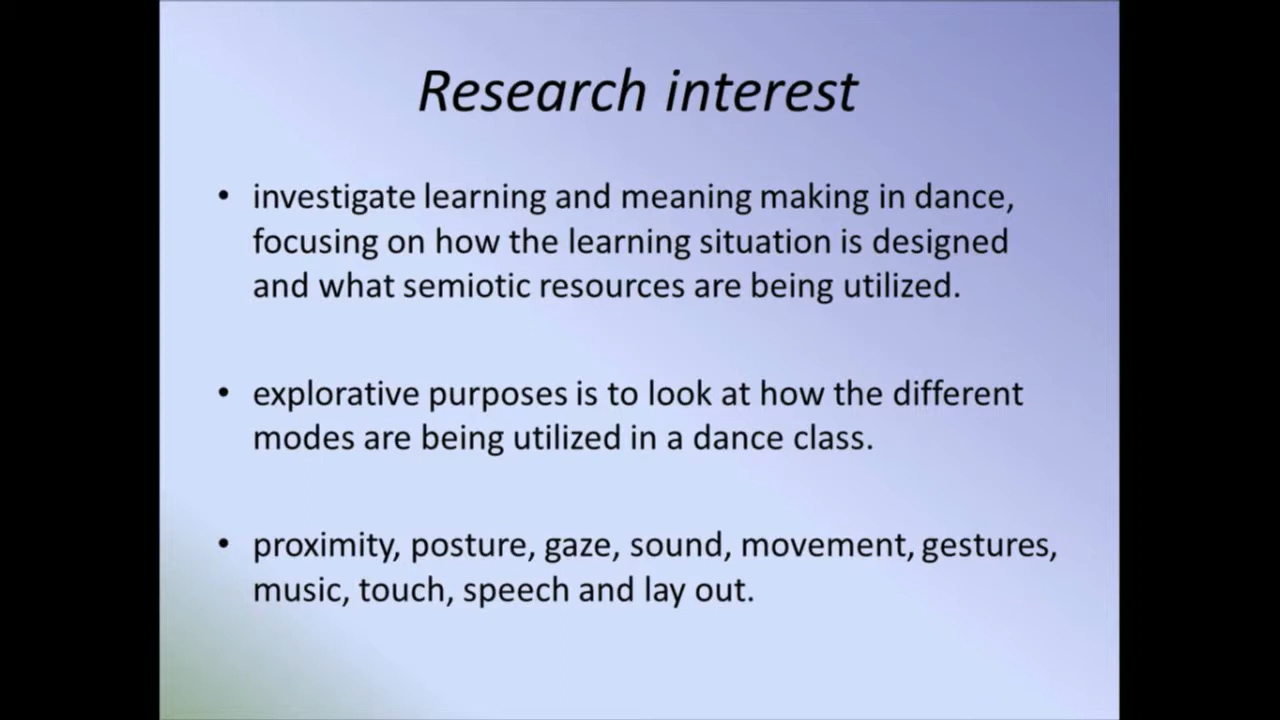 Research interest
• investigate learning and meaning making in dance,
focusing on how the learning situation is designed
and what semiotic resources are being utilized.
• explorative purposes is to look at how the different
modes are being utilized in a dance class.
• proximity, posture, gaze, sound, movement, gestures,
music, touch, speech and lay out.